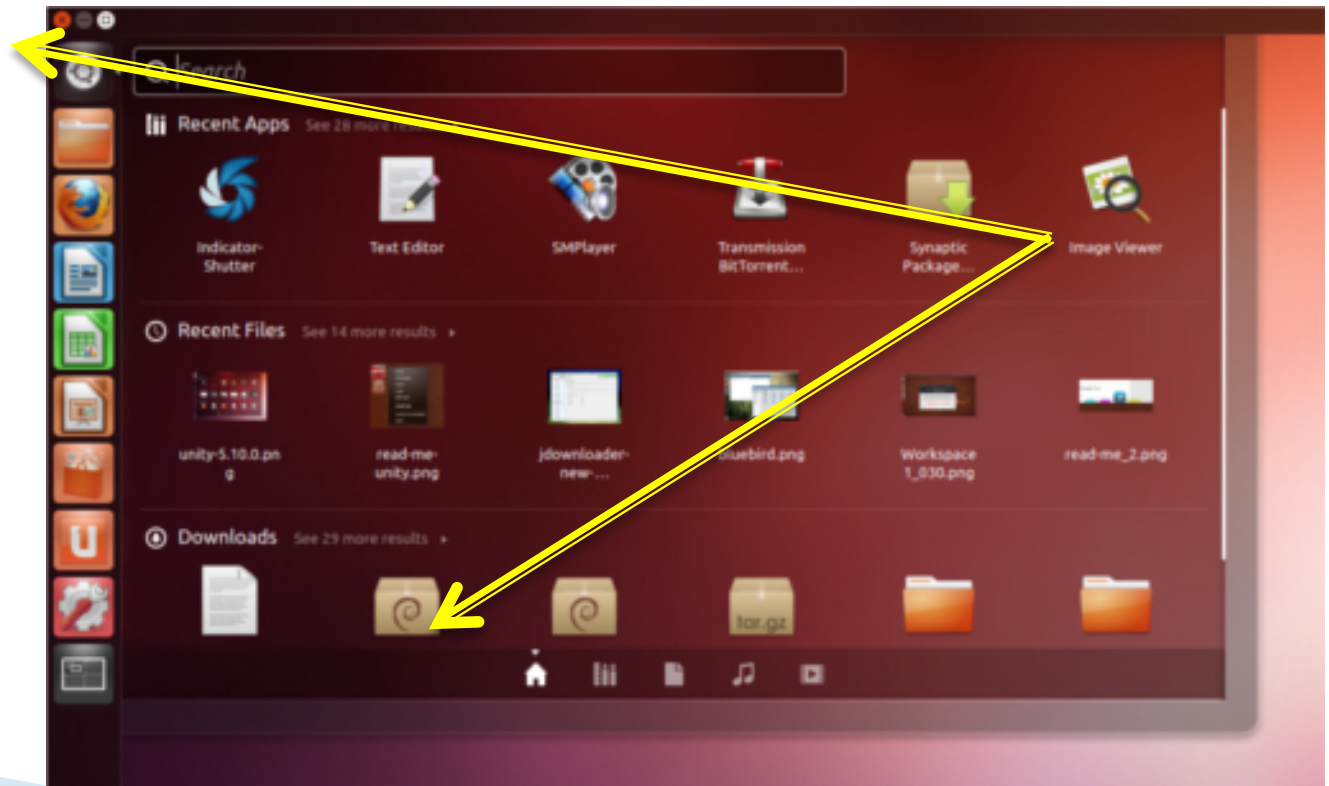 Search
Recent Apps See 28 more results
Indicator-
Shutter
Text Editor
SMPlayer
Transmission
BitTorrent...
Synaptic
Package...
Image Viewer
Recent Files See 14 more results
unity-5.10.0.pn
g
read-me-
unity.png
jdownloader-
new-...
bluebird.png
Workspace
1_030.png
read-me_2.png
Downloads See 29 more results
tar.gz